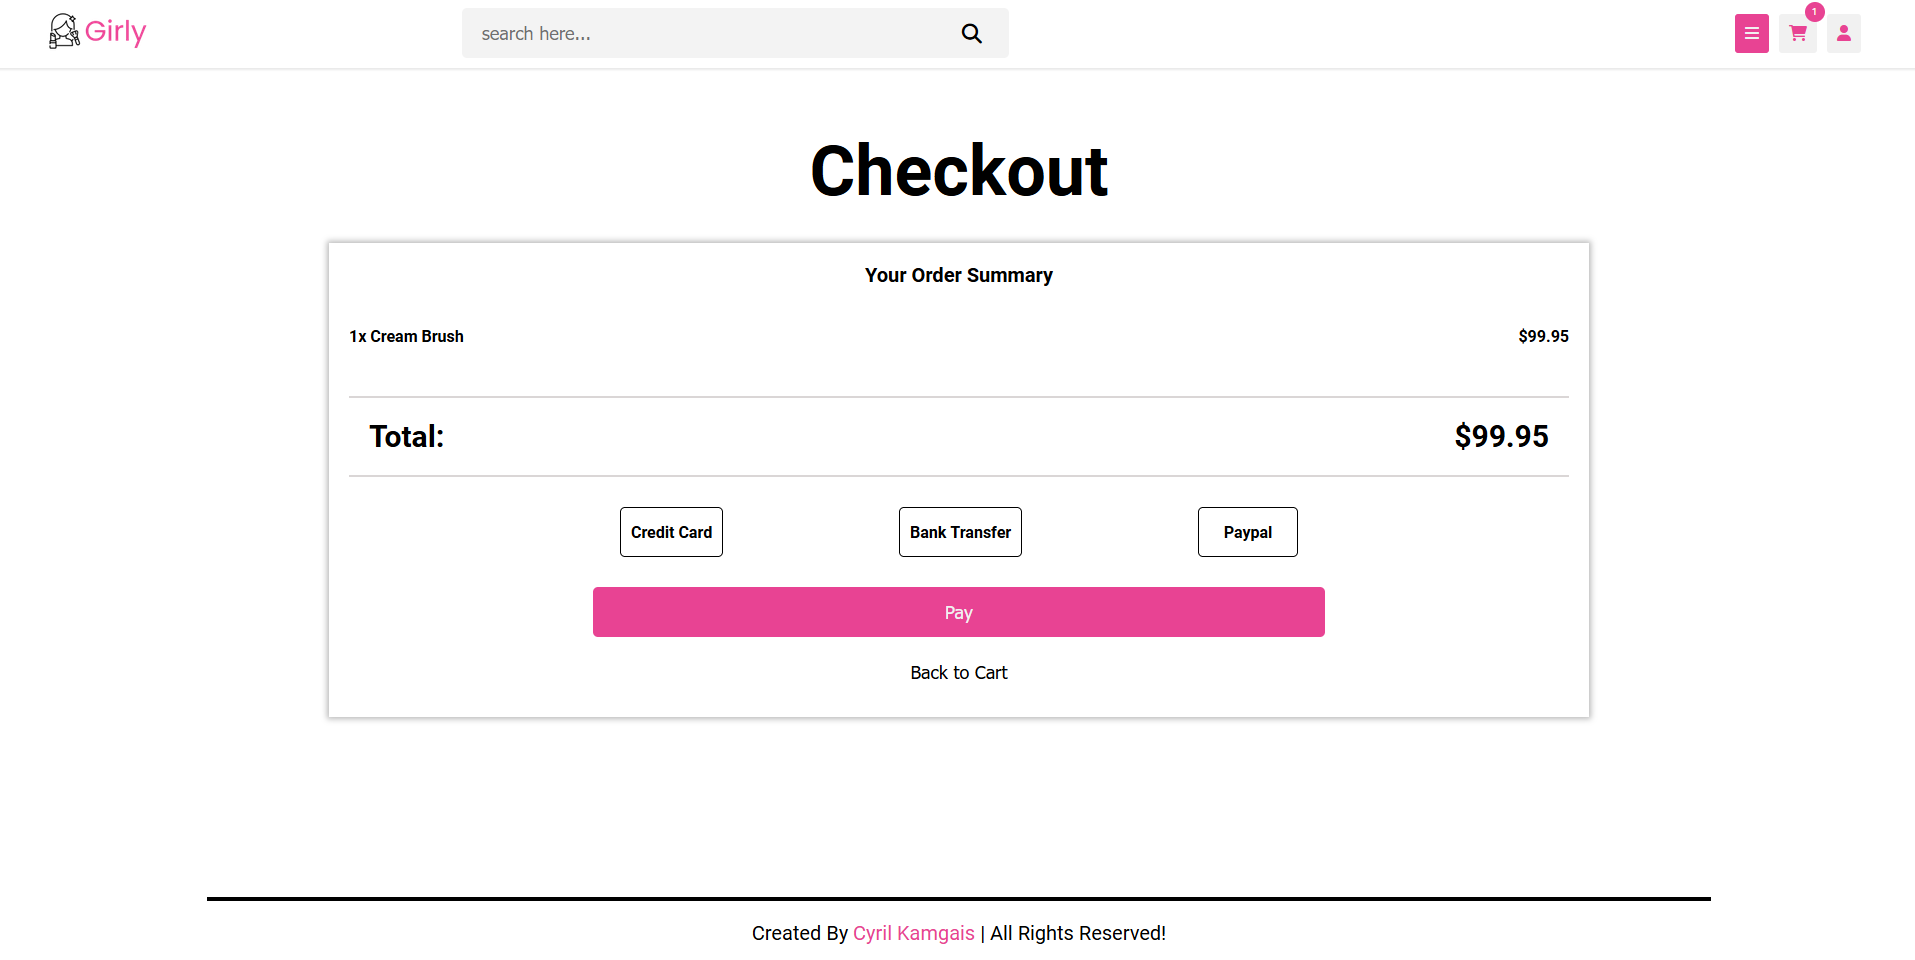 Girly
search here...
1
Checkout
Your Order Summary
1x Cream Brush $99.95
Total: $99.95
Credit Card Bank Transfer Paypal
Pay
Back to Cart
Created By Cyril Kamgais | All Rights Reserved!